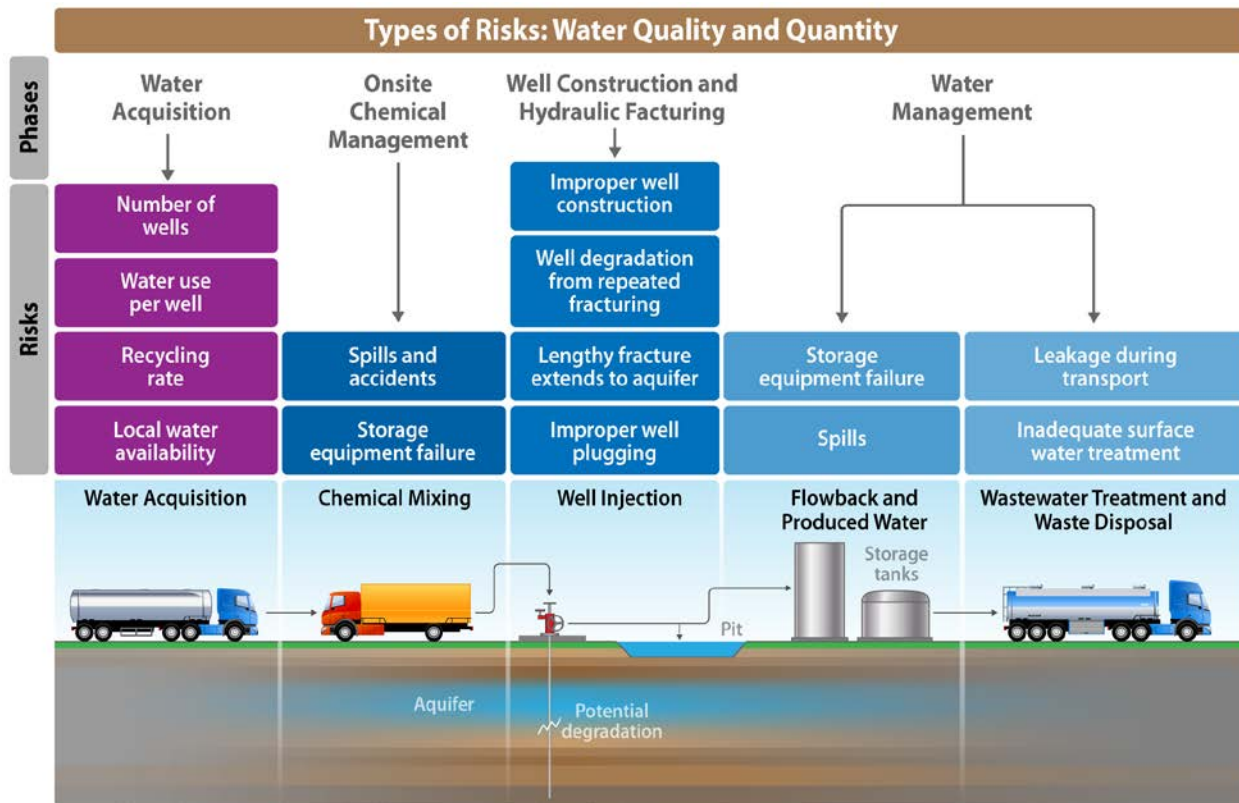 Types of Risks: Water Quality and Quantity
Phases
Water
Acquisition
Onsite
Chemical
Management
Well Construction and
Hydraulic Facturing
Water
Management
Risks
Number of
wells
Water use
per well
Recycling
rate
Local water
availability
Spills and
accidents
Storage
equipment failure
Improper well
construction
Well degradation
from repeated
fracturing
Lengthy fracture
extends to aquifer
Improper well
plugging
Storage
equipment failure
Spills
Leakage during
transport
Inadequate surface
water treatment
Water Acquisition
Chemical Mixing
Well Injection
Flowback and
Produced Water
Wastewater Treatment and
Waste Disposal
Storage
tanks
Pit
Aquifer
Potential
degradation